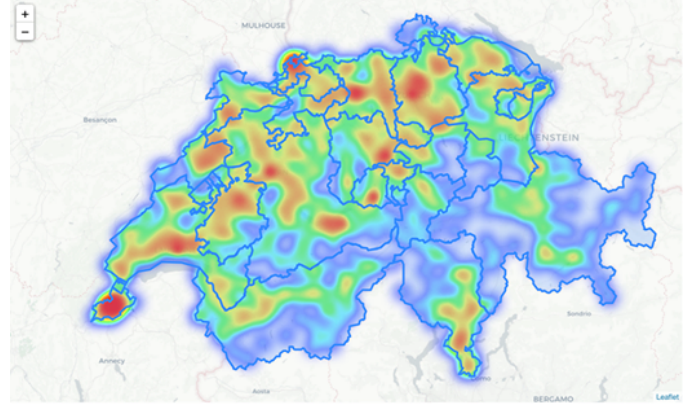 +
MULHOUSE
−
Besançon
LIECHTENSTEIN
Sondrio
Annecy
Aosta
BERGAMO
Leaflet